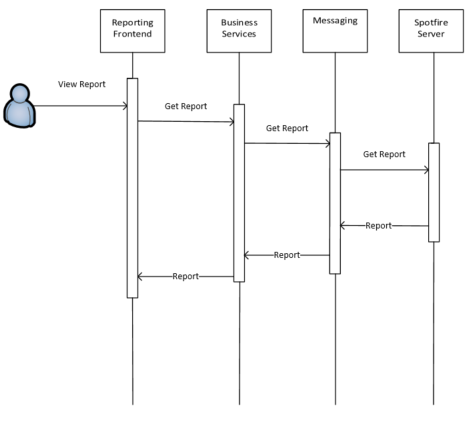 Reporting
Frontend
Business
Services
Messaging
Spotfire
Server
View Report
Get Report
Get Report
Get Report
Report
Report
Report